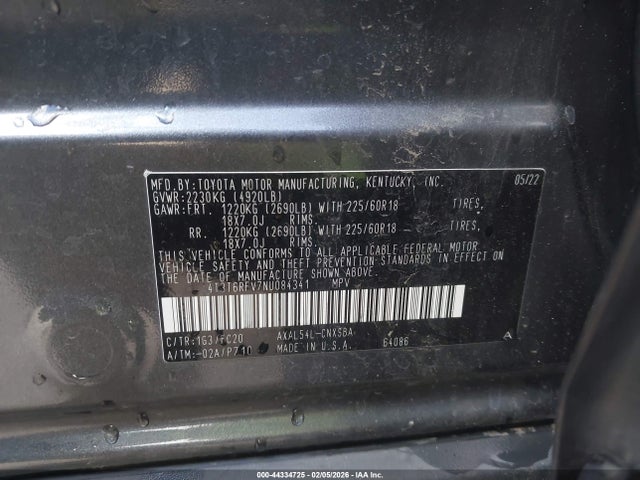 MFD.BY:TOYOTA MOTOR MANUFACTURING, KENTUCKY, INC. 05/22
GVWR: 2230KG (4920LB)
GAWR:FRT. 1220KG (2690LB) WITH 225/60R18 TIRES,
18X7.0J RIMS.
RR. 1220KG (2690LB) WITH 225/60R18 TIRES,
18X7.0J RIMS.
THIS VEHICLE CONFORMS TO ALL APPLICABLE FEDERAL MOTOR
VEHICLE SAFETY AND THEFT PREVENTION STANDARDS IN EFFECT ON
THE DATE OF MANUFACTURE SHOWN ABOVE.
4T3T6RFV7NU084341 MPV
C/TR:1G3/FC20 AXAL54L-CNXSBA
A/TM:-02A/P710 MADE IN U.S.A. 64086 A
000-44334725 - 02/05/2026 - IAA Inc.